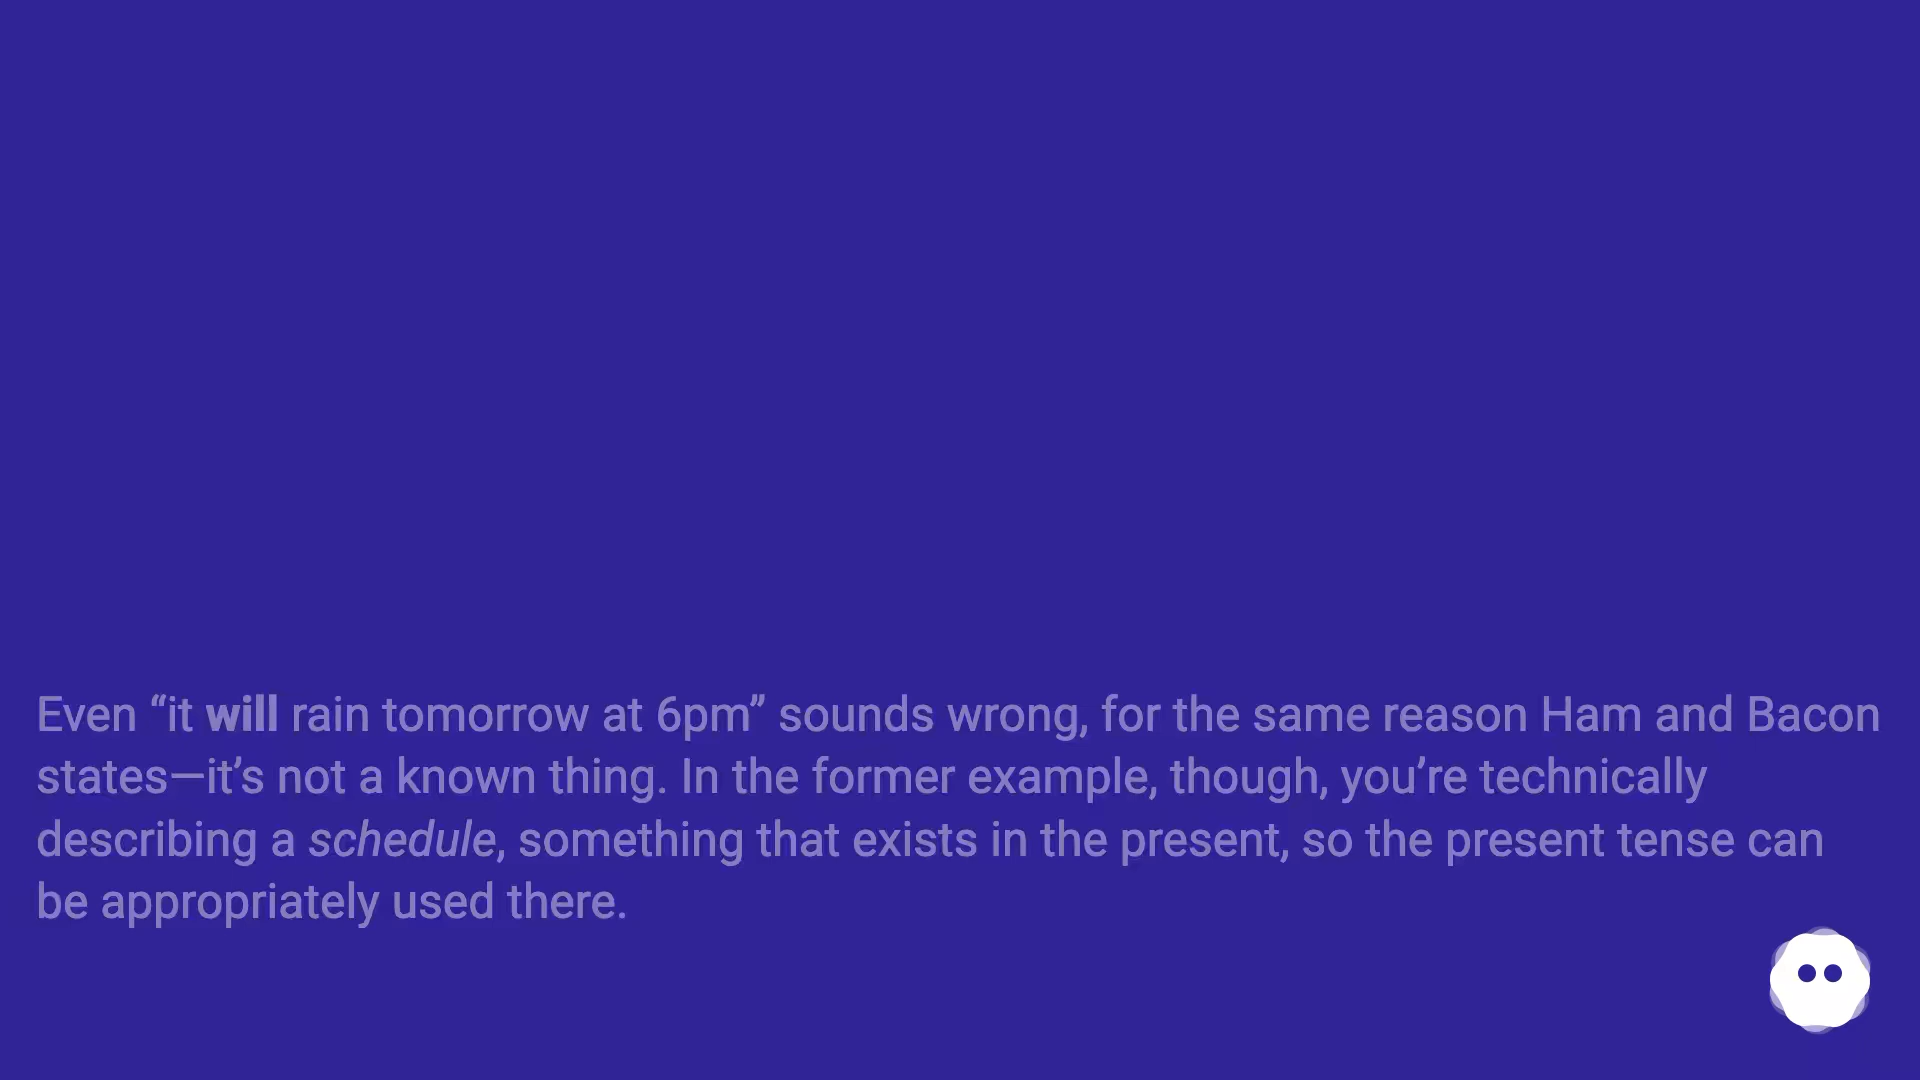 Even “it will rain tomorrow at 6pm” sounds wrong, for the same reason Ham and Bacon
states—it’s not a known thing. In the former example, though, you’re technically
describing a schedule, something that exists in the present, so the present tense can
be appropriately used there.